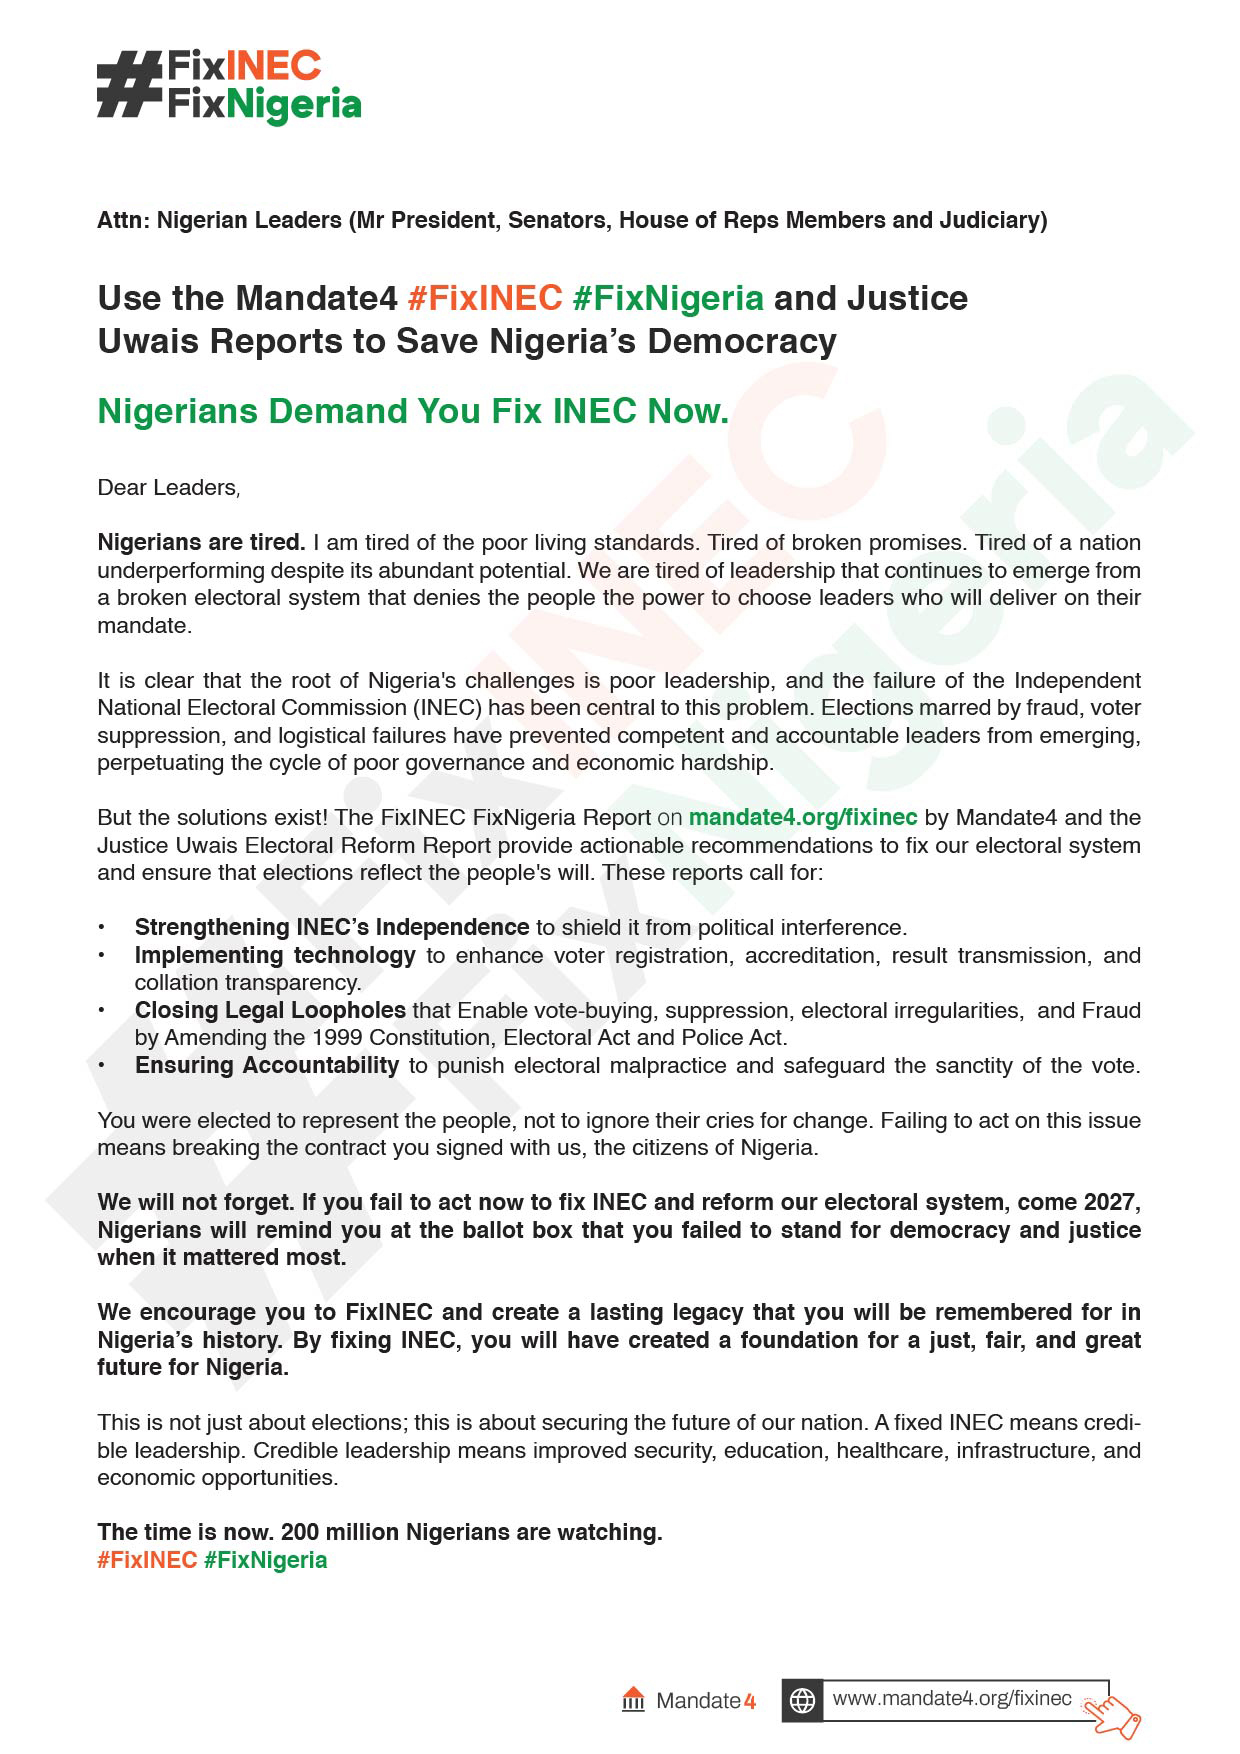 #FixINEC
FixNigeria
Attn: Nigerian Leaders (Mr President, Senators, House of Reps Members and Judiciary)
Use the Mandate4 #FixINEC #FixNigeria and Justice
Uwais Reports to Save Nigeria’s Democracy
Nigerians Demand You Fix INEC Now.
Dear Leaders,
Nigerians are tired. I am tired of the poor living standards. Tired of broken promises. Tired of a nation
underperforming despite its abundant potential. We are tired of leadership that continues to emerge from
a broken electoral system that denies the people the power to choose leaders who will deliver on their
mandate.
It is clear that the root of Nigeria's challenges is poor leadership, and the failure of the Independent
National Electoral Commission (INEC) has been central to this problem. Elections marred by fraud, voter
suppression, and logistical failures have prevented competent and accountable leaders from emerging,
perpetuating the cycle of poor governance and economic hardship.
But the solutions exist! The FixINEC FixNigeria Report on mandate4.org/fixinec by Mandate4 and the
Justice Uwais Electoral Reform Report provide actionable recommendations to fix our electoral system
and ensure that elections reflect the people's will. These reports call for:
• Strengthening INEC’s Independence to shield it from political interference.
• Implementing technology to enhance voter registration, accreditation, result transmission, and
collation transparency.
• Closing Legal Loopholes that Enable vote-buying, suppression, electoral irregularities, and Fraud
by Amending the 1999 Constitution, Electoral Act and Police Act.
• Ensuring Accountability to punish electoral malpractice and safeguard the sanctity of the vote.
You were elected to represent the people, not to ignore their cries for change. Failing to act on this issue
means breaking the contract you signed with us, the citizens of Nigeria.
We will not forget. If you fail to act now to fix INEC and reform our electoral system, come 2027,
Nigerians will remind you at the ballot box that you failed to stand for democracy and justice
when it mattered most.
We encourage you to FixINEC and create a lasting legacy that you will be remembered for in
Nigeria’s history. By fixing INEC, you will have created a foundation for a just, fair, and great
future for Nigeria.
This is not just about elections; this is about securing the future of our nation. A fixed INEC means credi-
ble leadership. Credible leadership means improved security, education, healthcare, infrastructure, and
economic opportunities.
The time is now. 200 million Nigerians are watching.
#FixINEC #FixNigeria
#FixINEC
FixNigeria
Mandate4
www.mandate4.org/fixinec